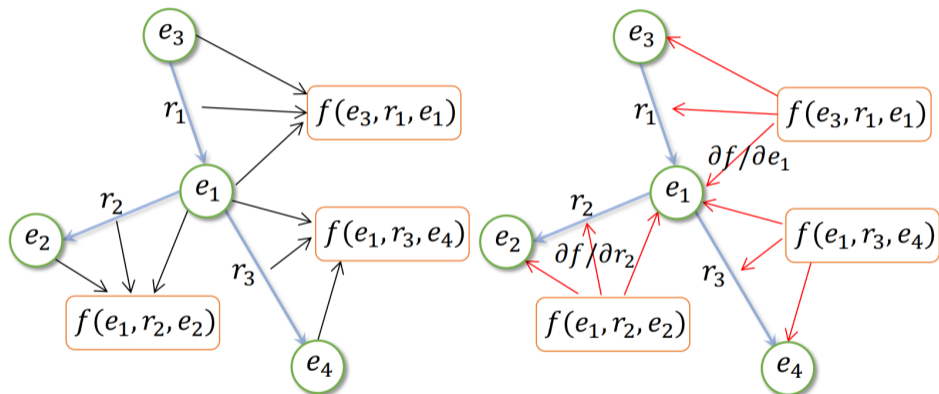 e₃
r₁
f(e₃, r₁, e₁)
e₁
r₂
e₂
f(e₁, r₃, e₄)
r₃
f(e₁, r₂, e₂)
e₄
e₃
r₁
f(e₃, r₁, e₁)
∂f/∂e₁
e₁
r₂
e₂
f(e₁, r₃, e₄)
∂f/∂r₂
r₃
f(e₁, r₂, e₂)
e₄